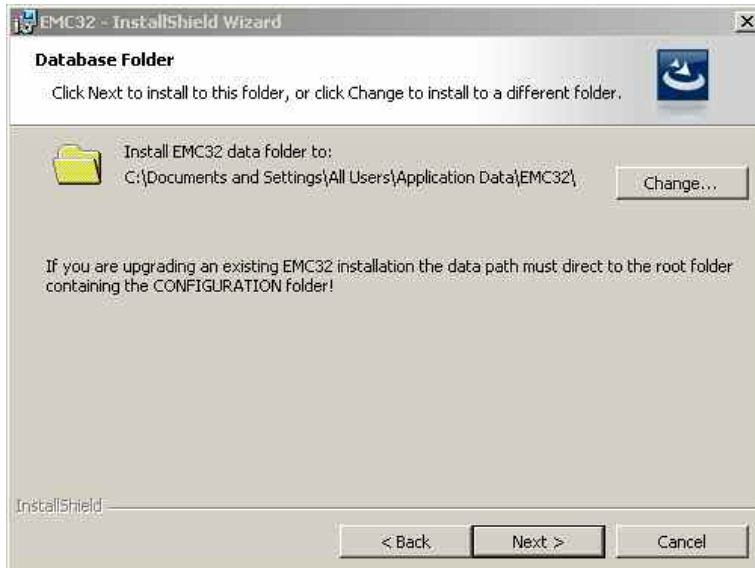 EMC32 - InstallShield Wizard
Database Folder
Click Next to install to this folder, or click Change to install to a different folder.
Install EMC32 data folder to:
C:\Documents and Settings\All Users\Application Data\EMC32\
Change...
If you are upgrading an existing EMC32 installation the data path must direct to the root folder
containing the CONFIGURATION folder!
InstallShield
< Back
Next >
Cancel